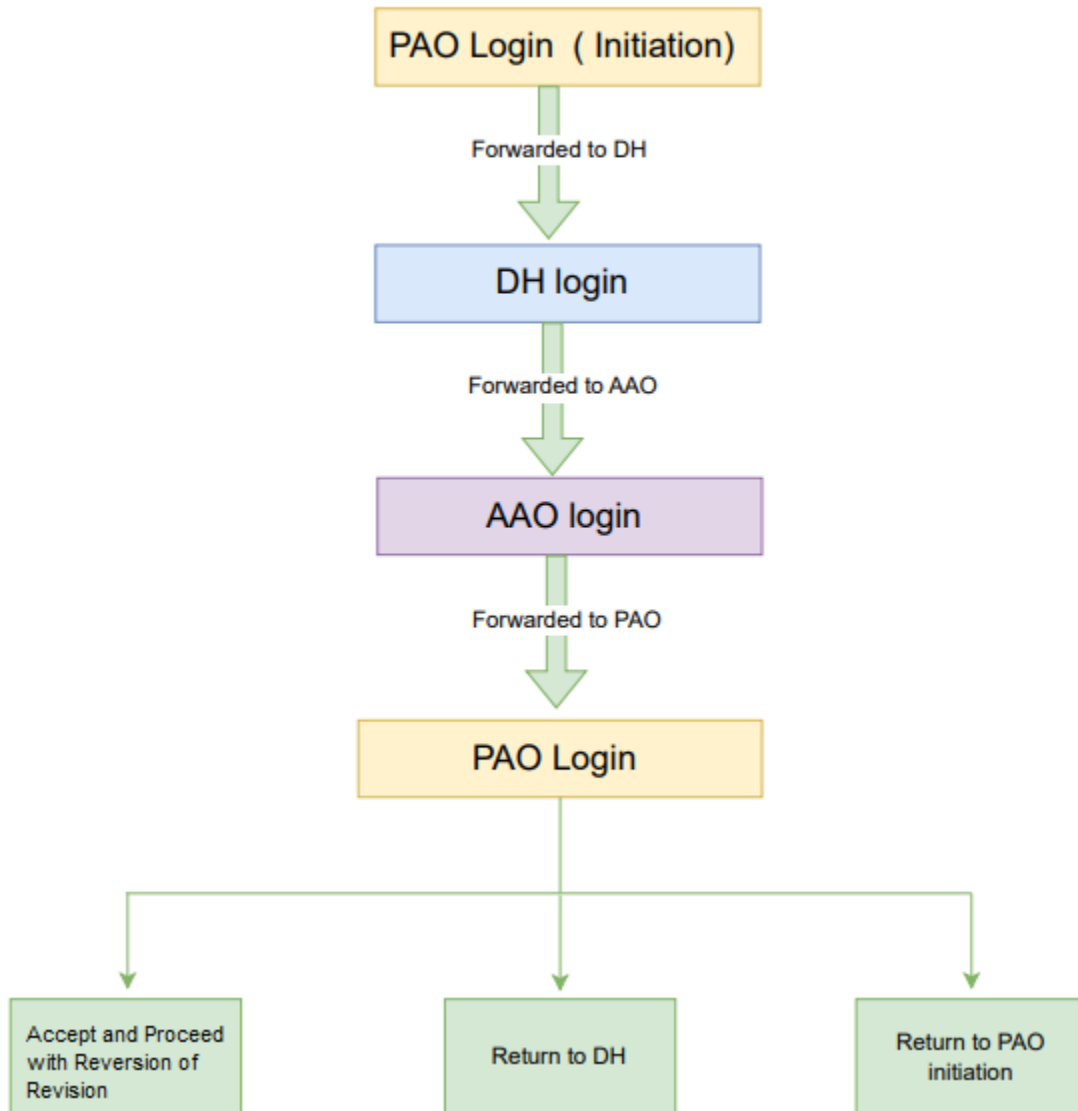 PAO Login ( Initiation)
Forwarded to DH
DH login
Forwarded to AAO
AAO login
Forwarded to PAO
PAO Login
Accept and Proceed
with Reversion of
Revision
Return to DH
Return to PAO
initiation